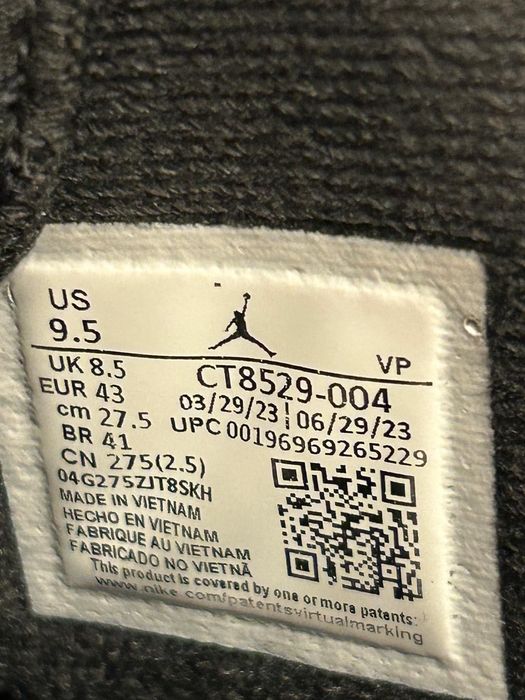 US
9.5
VP
UK 8.5
CT8529-004
EUR 43
03/29/23 | 06/29/23
cm 27.5
UPC 00196969265229
BR 41
CN 275(2.5)
04G275ZJT8SKH
MADE IN VIETNAM
HECHO EN VIETNAM
FABRIQUE AU VIETNAM
FABRICADO NO VIETNÃ
This product is covered by one or more patents:
www.nike.com/patentsvirtualmarking